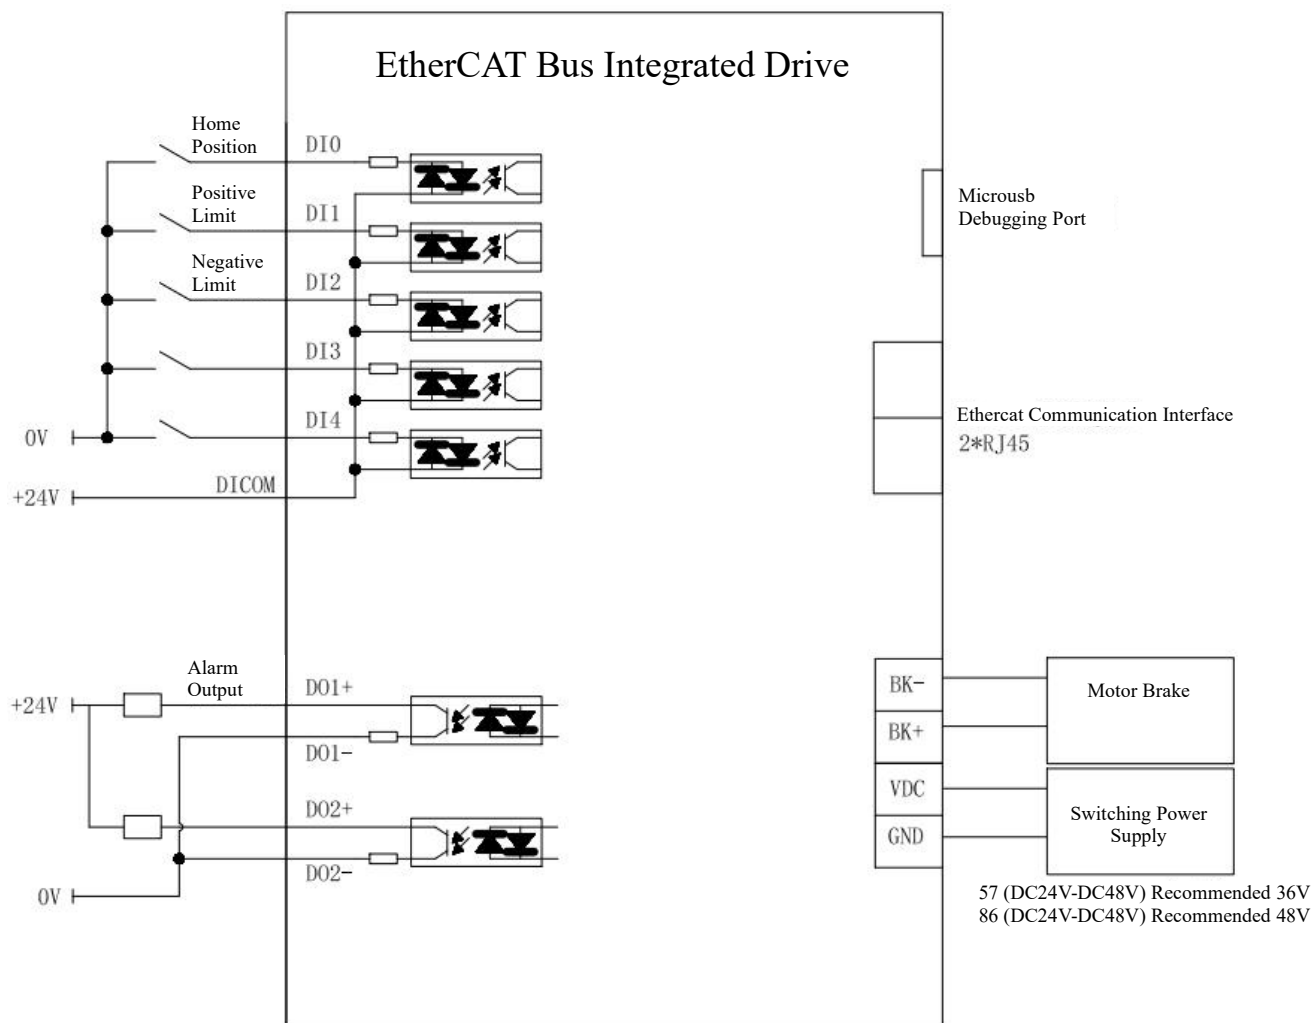 EtherCAT Bus Integrated Drive
Home
Position
DI0
Positive
Limit
DI1
Negative
Limit
DI2
DI3
DI4
0V
DICOM
+24V
Microusb
Debugging Port
Ethercat Communication Interface
2*RJ45
Alarm
Output
DO1+
+24V
DO1-
DO2+
DO2-
0V
BK-
BK+
VDC
GND
Motor Brake
Switching Power
Supply
57 (DC24V-DC48V) Recommended 36V
86 (DC24V-DC48V) Recommended 48V